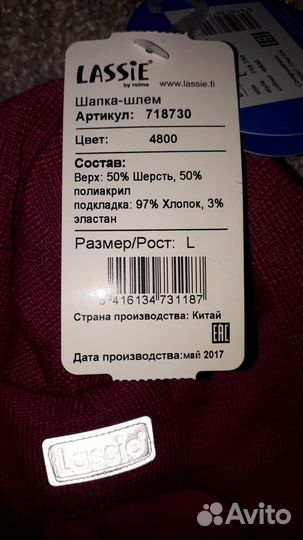 LASSiE®
by reima
www.lassie.fi
Шапка-шлем
Артикул: 718730
Цвет: 4800
Состав:
Верх: 50% Шерсть, 50%
полиакрил
подкладка: 97% Хлопок, 3%
эластан
Размер/Рост: L
6 416134 731187
Страна производства: Китай
EAC
Дата производства: май 2017
Lassie®
Avito